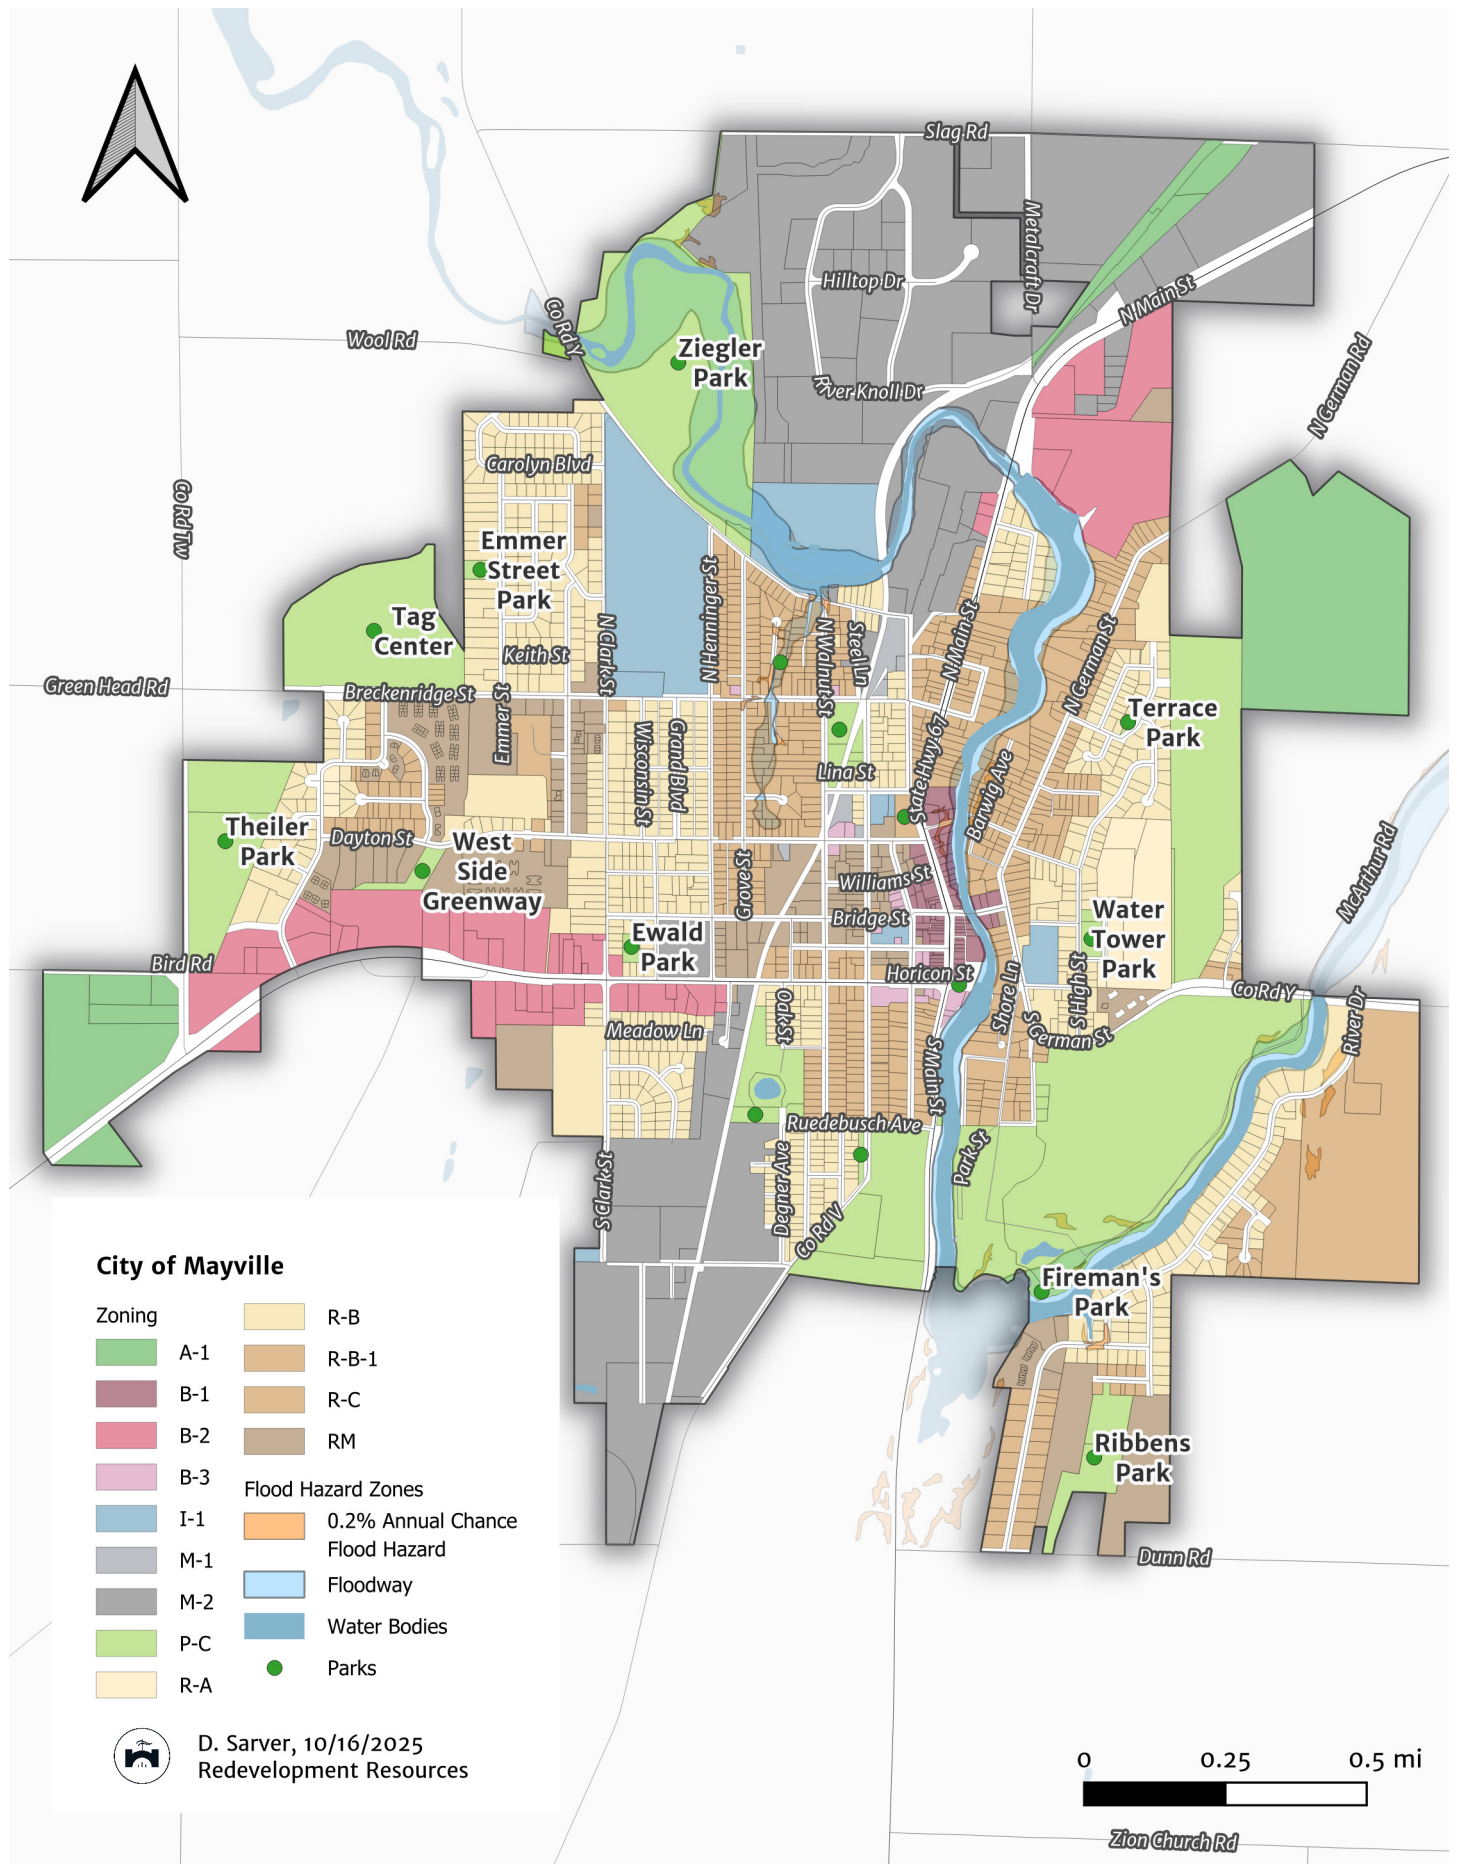 Slag Rd
Metalcraft Dr
Hilltop Dr
N Main St
Co Rd Y
Wool Rd
Ziegler
Park
River Knoll Dr
N German Rd
Carolyn Blvd
Co Rd Tw
Emmer
Street
Park
N Henninger St
Tag
Center
N Clark St
N Walnut St
Steel Ln
N Main St
N German St
Keith St
Green Head Rd
Breckenridge St
Emmer St
Terrace
Park
Wisconsin St
Grand Blvd
State Hwy 67
Lina St
Barwig Ave
Theiler
Park
Dayton St
West
Side
Greenway
Grove St
Williams St
McArthur Rd
Bridge St
Water
Tower
Park
Ewald
Park
Bird Rd
Horicon St
Shore Ln
S High St
Co Rd Y
Oak St
Meadow Ln
S German St
River Dr
S Main St
Ruedebusch Ave
Park St
Degner Ave
S Clark St
Co Rd V
Fireman's
Park
Ribbens
Park
Dunn Rd
Zion Church Rd
City of Mayville
Zoning
A-1
B-1
B-2
B-3
I-1
M-1
M-2
P-C
R-A
R-B
R-B-1
R-C
RM
Flood Hazard Zones
0.2% Annual Chance
Flood Hazard
Floodway
Water Bodies
Parks
D. Sarver, 10/16/2025
Redevelopment Resources
0 0.25 0.5 mi